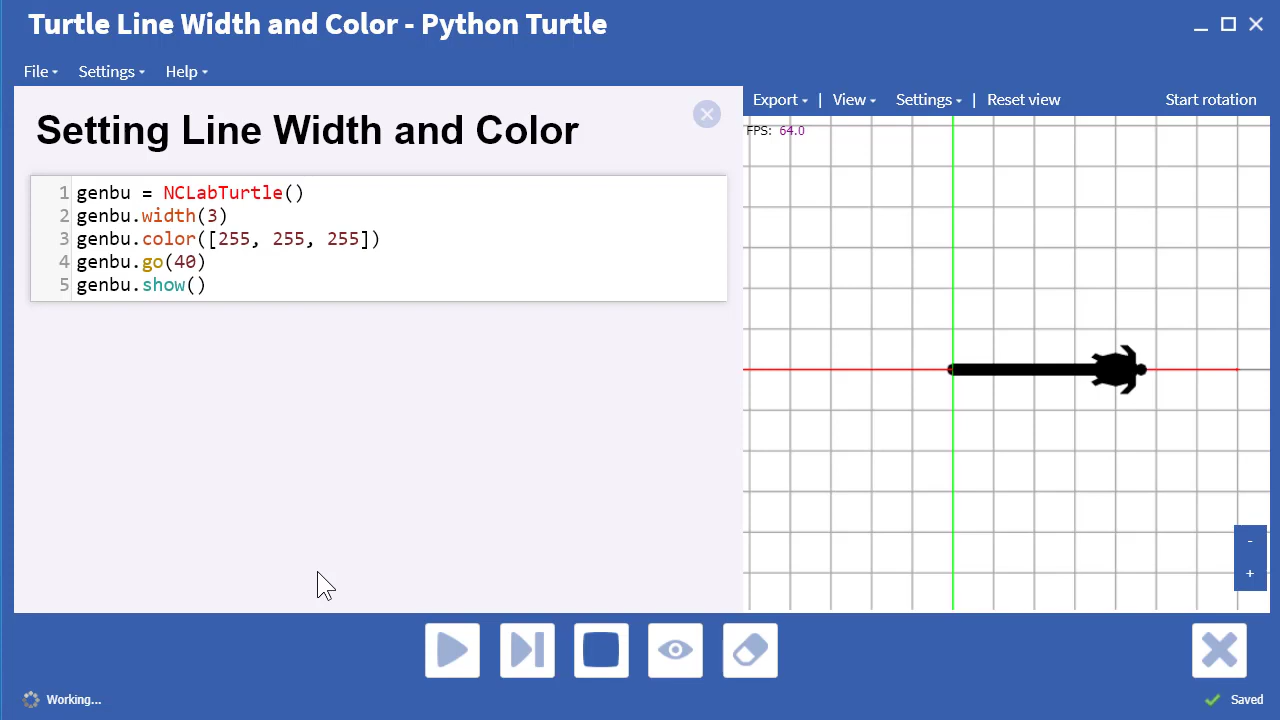 Turtle Line Width and Color - Python Turtle
File Settings Help
Export | View Settings | Reset view Start rotation
Setting Line Width and Color
FPS: 64.0
1 genbu = NCLabTurtle()
2 genbu.width(3)
3 genbu.color([255, 255, 255])
4 genbu.go(40)
5 genbu.show()
-
+
Working...
Saved